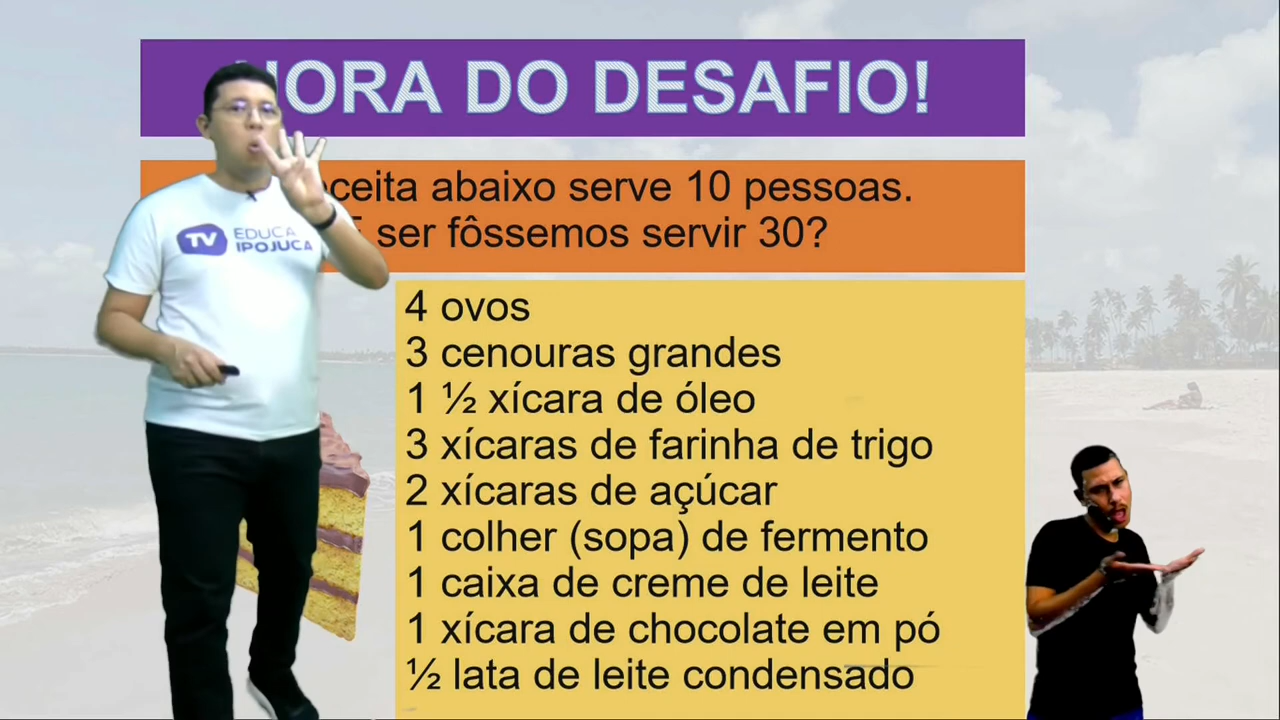 HORA DO DESAFIO!
TV EDUCA
IPOJUCA
receita abaixo serve 10 pessoas.
E ser fôssemos servir 30?
4 ovos
3 cenouras grandes
1 ½ xícara de óleo
3 xícaras de farinha de trigo
2 xícaras de açúcar
1 colher (sopa) de fermento
1 caixa de creme de leite
1 xícara de chocolate em pó
½ lata de leite condensado